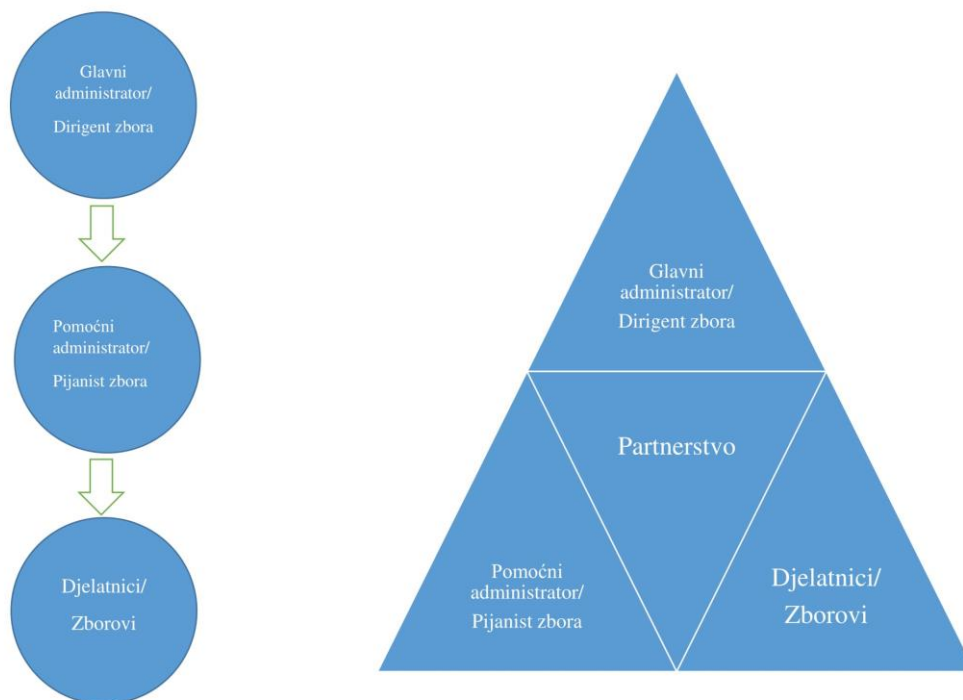 Glavni
administrator/
Dirigent zbora
Pomoćni
administrator/
Pijanist zbora
Djelatnici/
Zborovi
Glavni
administrator/
Dirigent zbora
Partnerstvo
Pomoćni
administrator/
Pijanist zbora
Djelatnici/
Zborovi